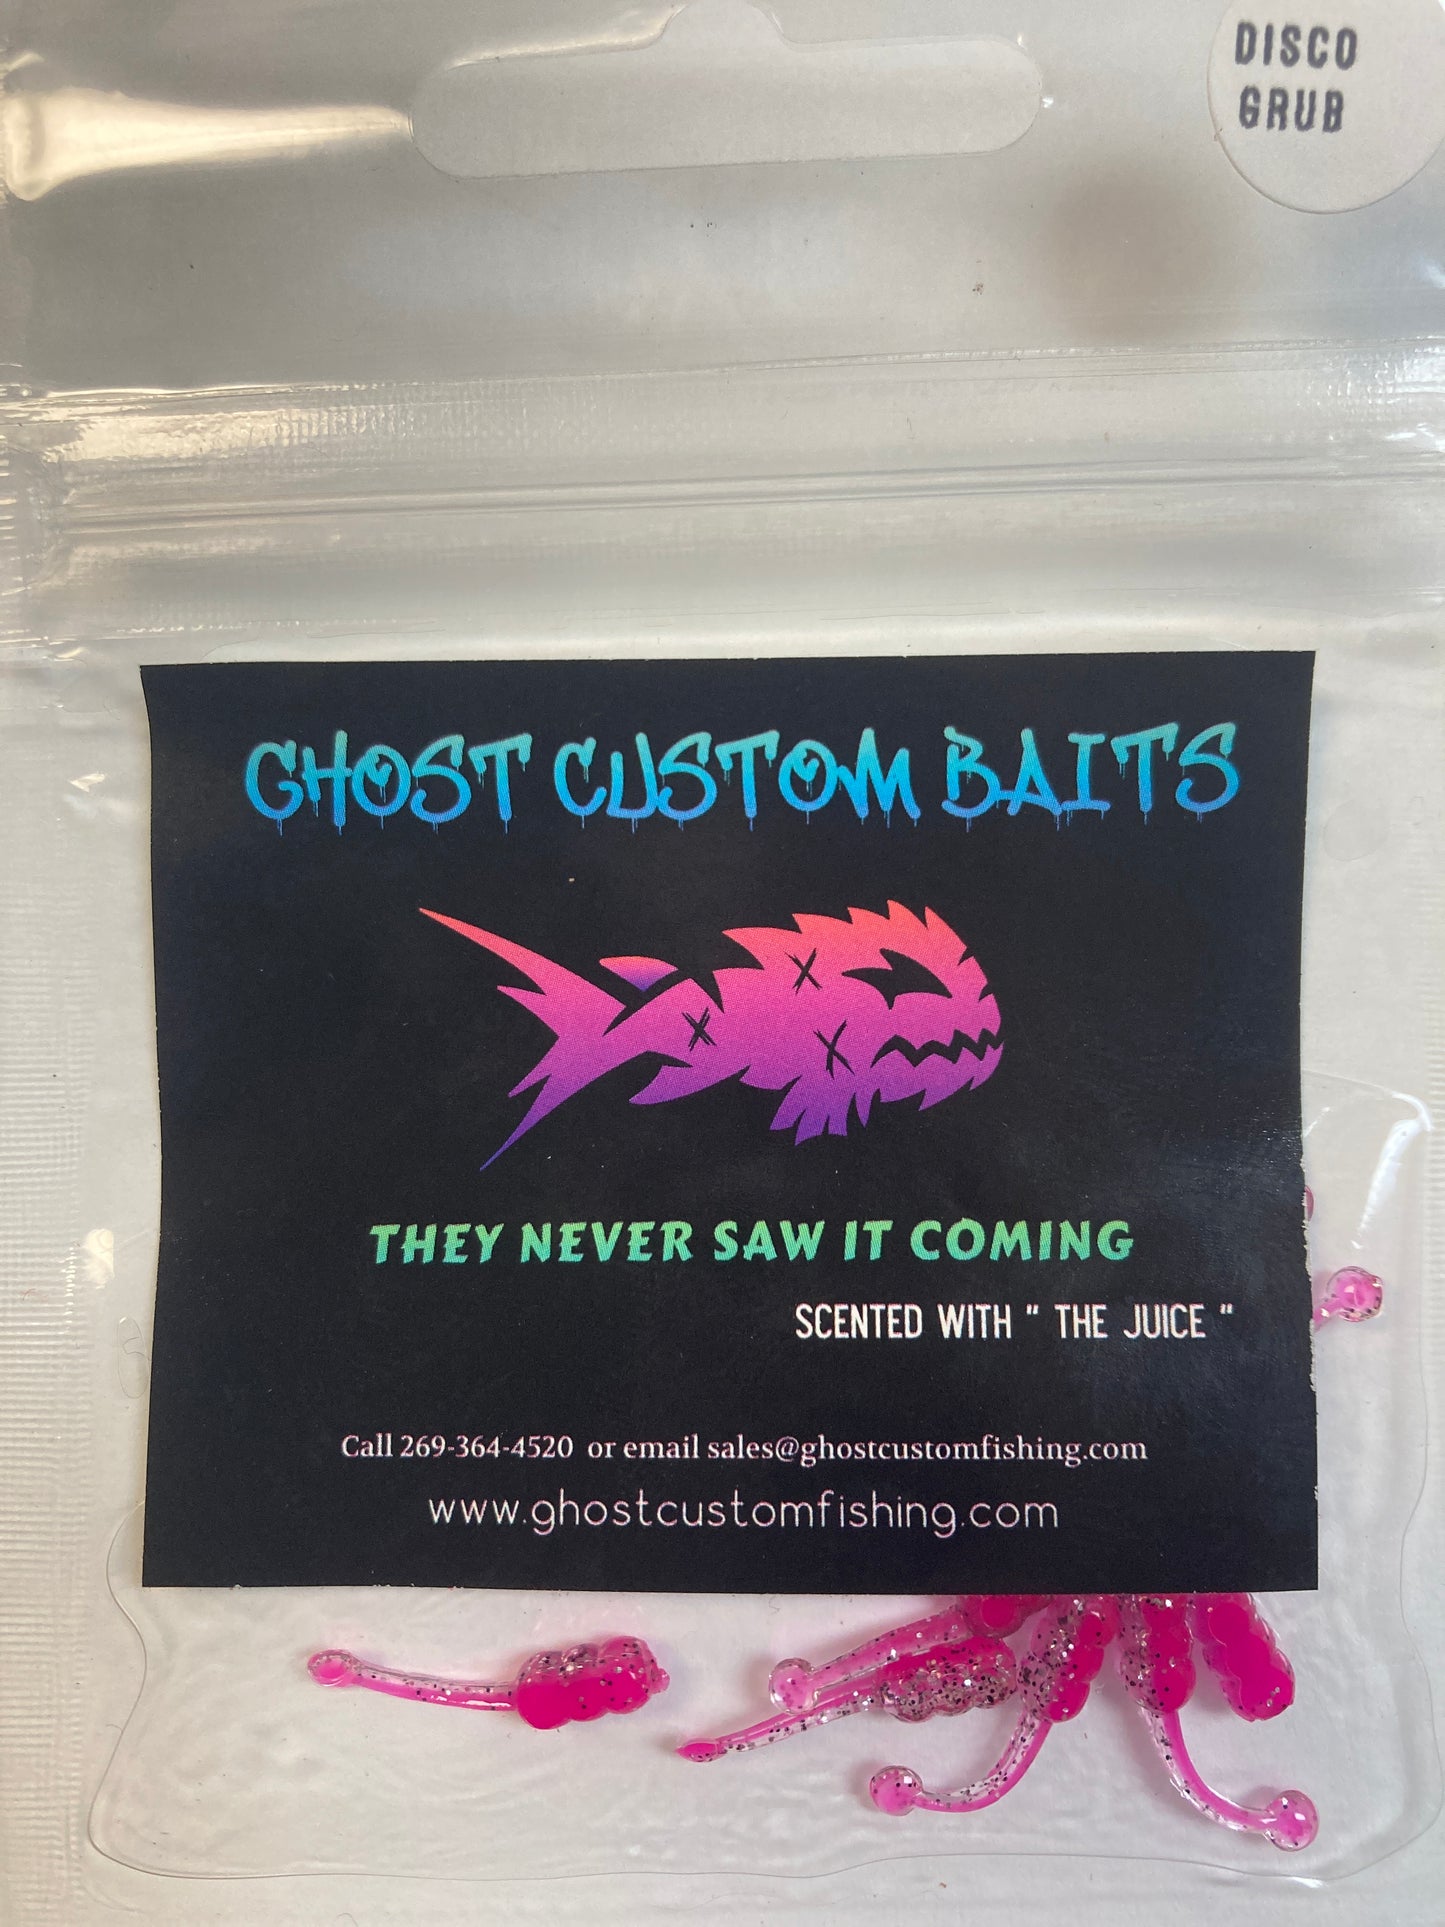 DISCO
GRUB
GHOST CUSTOM BAITS
THEY NEVER SAW IT COMING
SCENTED WITH " THE JUICE "
Call 269-364-4520 or email sales@ghostcustomfishing.com
www.ghostcustomfishing.com